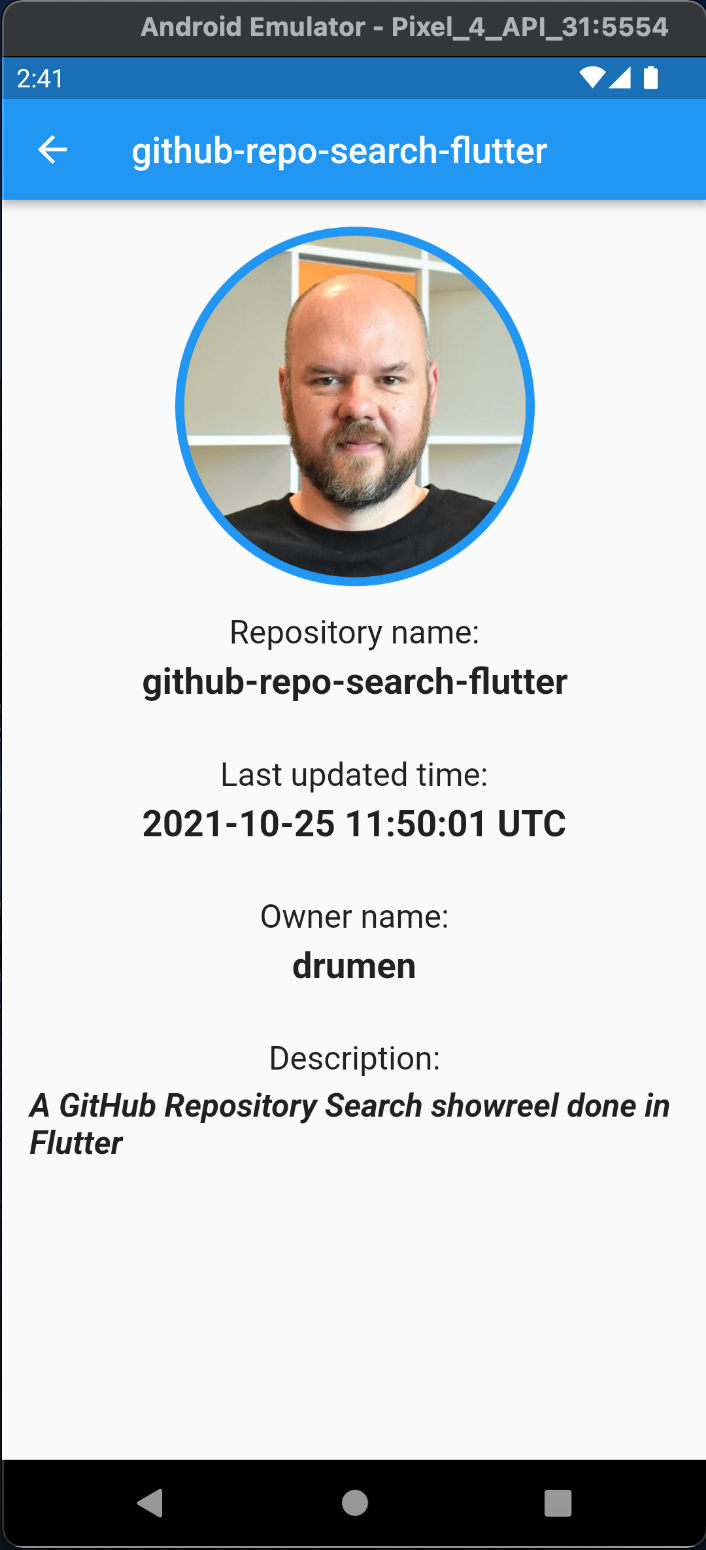 Android Emulator - Pixel_4_API_31:5554
2:41
github-repo-search-flutter
Repository name:
github-repo-search-flutter
Last updated time:
2021-10-25 11:50:01 UTC
Owner name:
drumen
Description:
A GitHub Repository Search showreel done in
Flutter